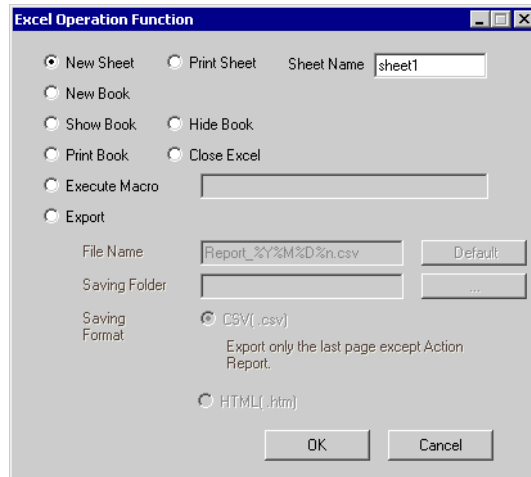 Excel Operation Function
New Sheet Print Sheet Sheet Name sheet1
New Book
Show Book Hide Book
Print Book Close Excel
Execute Macro
Export
File Name Report_%Y%M%D%n.csv Default
Saving Folder ...
Saving CSV( .csv)
Format
Export only the last page except Action
Report.
HTML( .htm)
OK Cancel